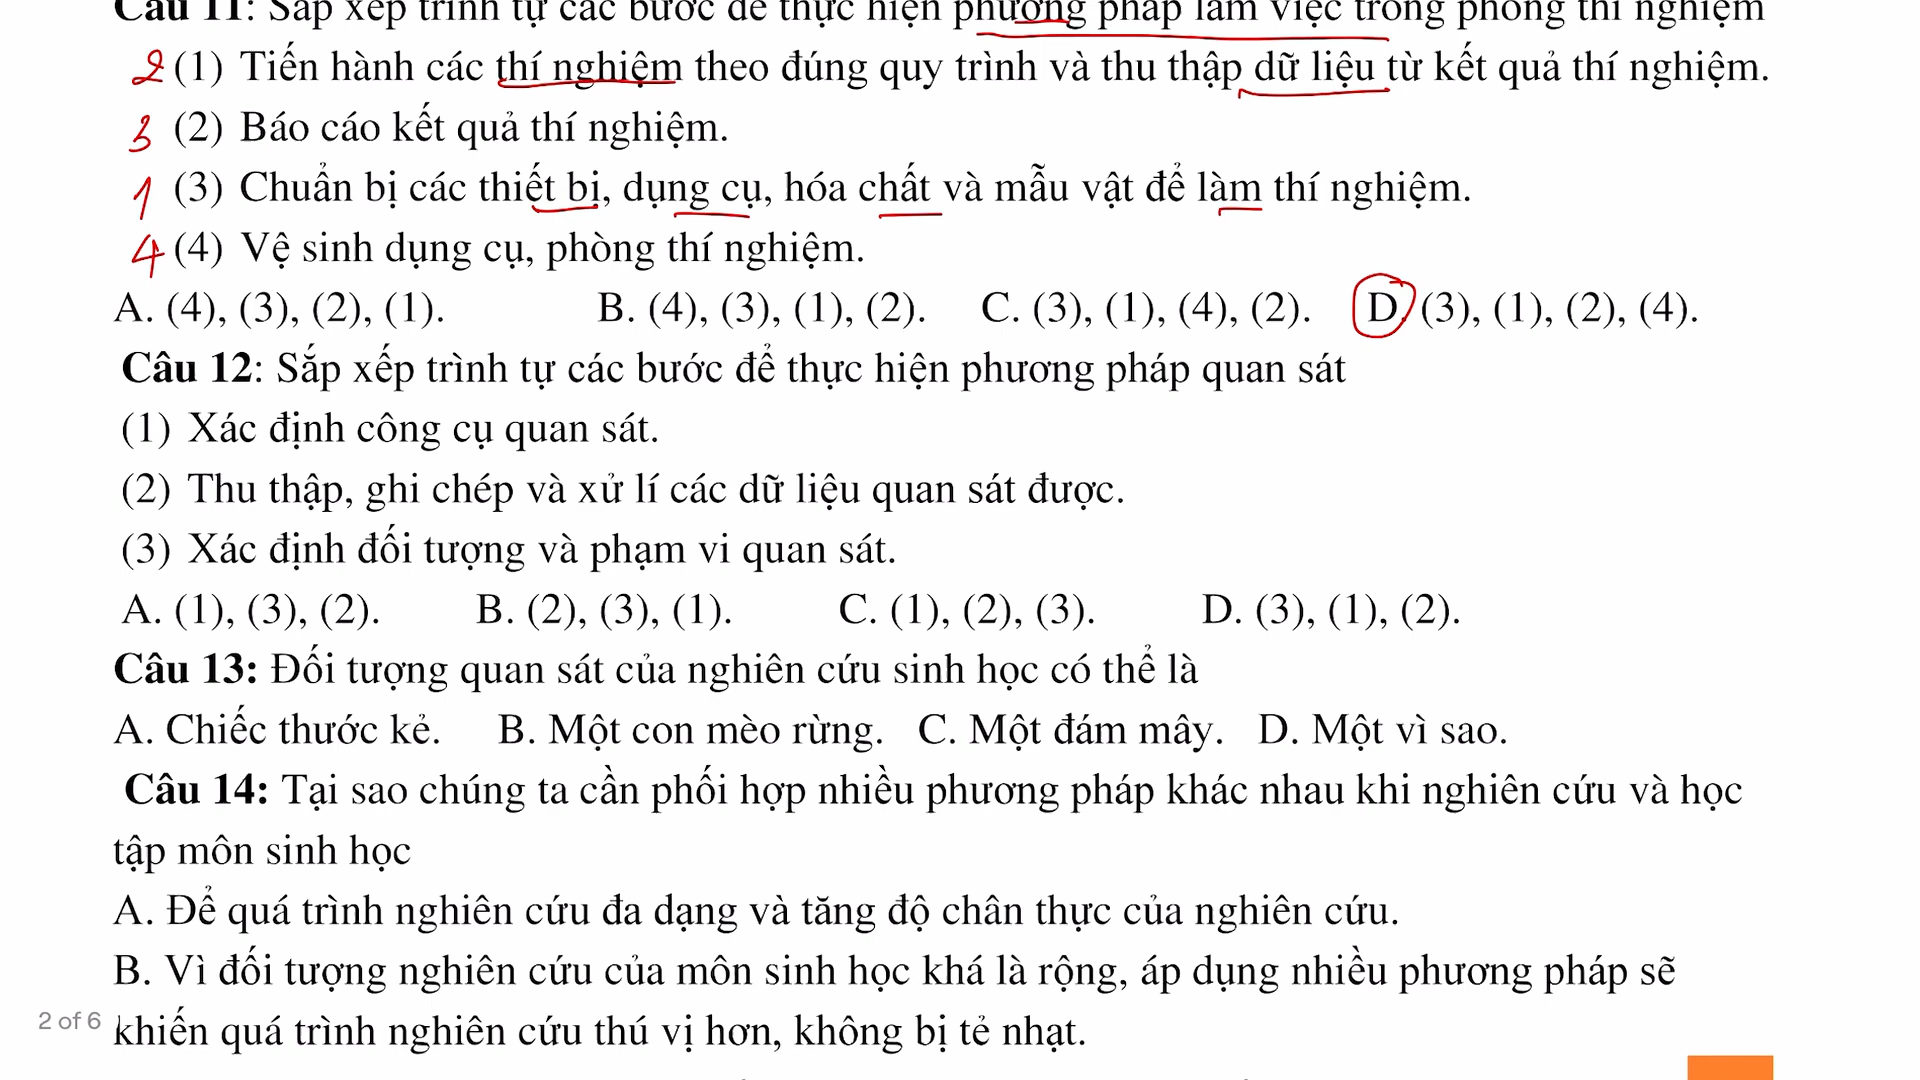 Câu 11: Sắp xếp trình tự các bước để thực hiện phương pháp làm việc trong phòng thí nghiệm
2 (1) Tiến hành các thí nghiệm theo đúng quy trình và thu thập dữ liệu từ kết quả thí nghiệm.
3 (2) Báo cáo kết quả thí nghiệm.
1 (3) Chuẩn bị các thiết bị, dụng cụ, hóa chất và mẫu vật để làm thí nghiệm.
4 (4) Vệ sinh dụng cụ, phòng thí nghiệm.
A. (4), (3), (2), (1). B. (4), (3), (1), (2). C. (3), (1), (4), (2). D. (3), (1), (2), (4).
Câu 12: Sắp xếp trình tự các bước để thực hiện phương pháp quan sát
(1) Xác định công cụ quan sát.
(2) Thu thập, ghi chép và xử lí các dữ liệu quan sát được.
(3) Xác định đối tượng và phạm vi quan sát.
A. (1), (3), (2). B. (2), (3), (1). C. (1), (2), (3). D. (3), (1), (2).
Câu 13: Đối tượng quan sát của nghiên cứu sinh học có thể là
A. Chiếc thước kẻ. B. Một con mèo rừng. C. Một đám mây. D. Một vì sao.
Câu 14: Tại sao chúng ta cần phối hợp nhiều phương pháp khác nhau khi nghiên cứu và học
tập môn sinh học
A. Để quá trình nghiên cứu đa dạng và tăng độ chân thực của nghiên cứu.
B. Vì đối tượng nghiên cứu của môn sinh học khá là rộng, áp dụng nhiều phương pháp sẽ
khiến quá trình nghiên cứu thú vị hơn, không bị tẻ nhạt.
2 of 6